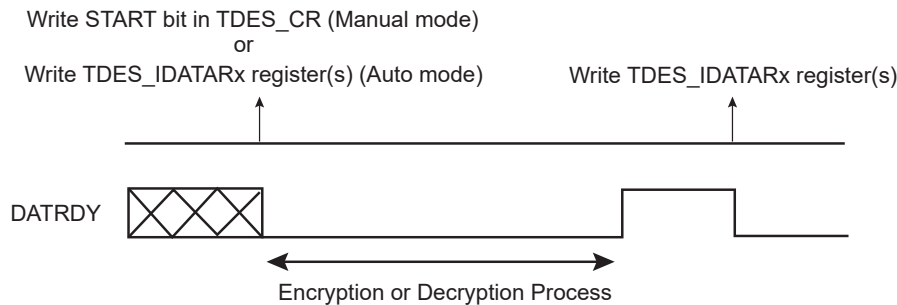 Write START bit in TDES_CR (Manual mode)
or
Write TDES_IDATARx register(s) (Auto mode)
Write TDES_IDATARx register(s)
DATRDY
Encryption or Decryption Process